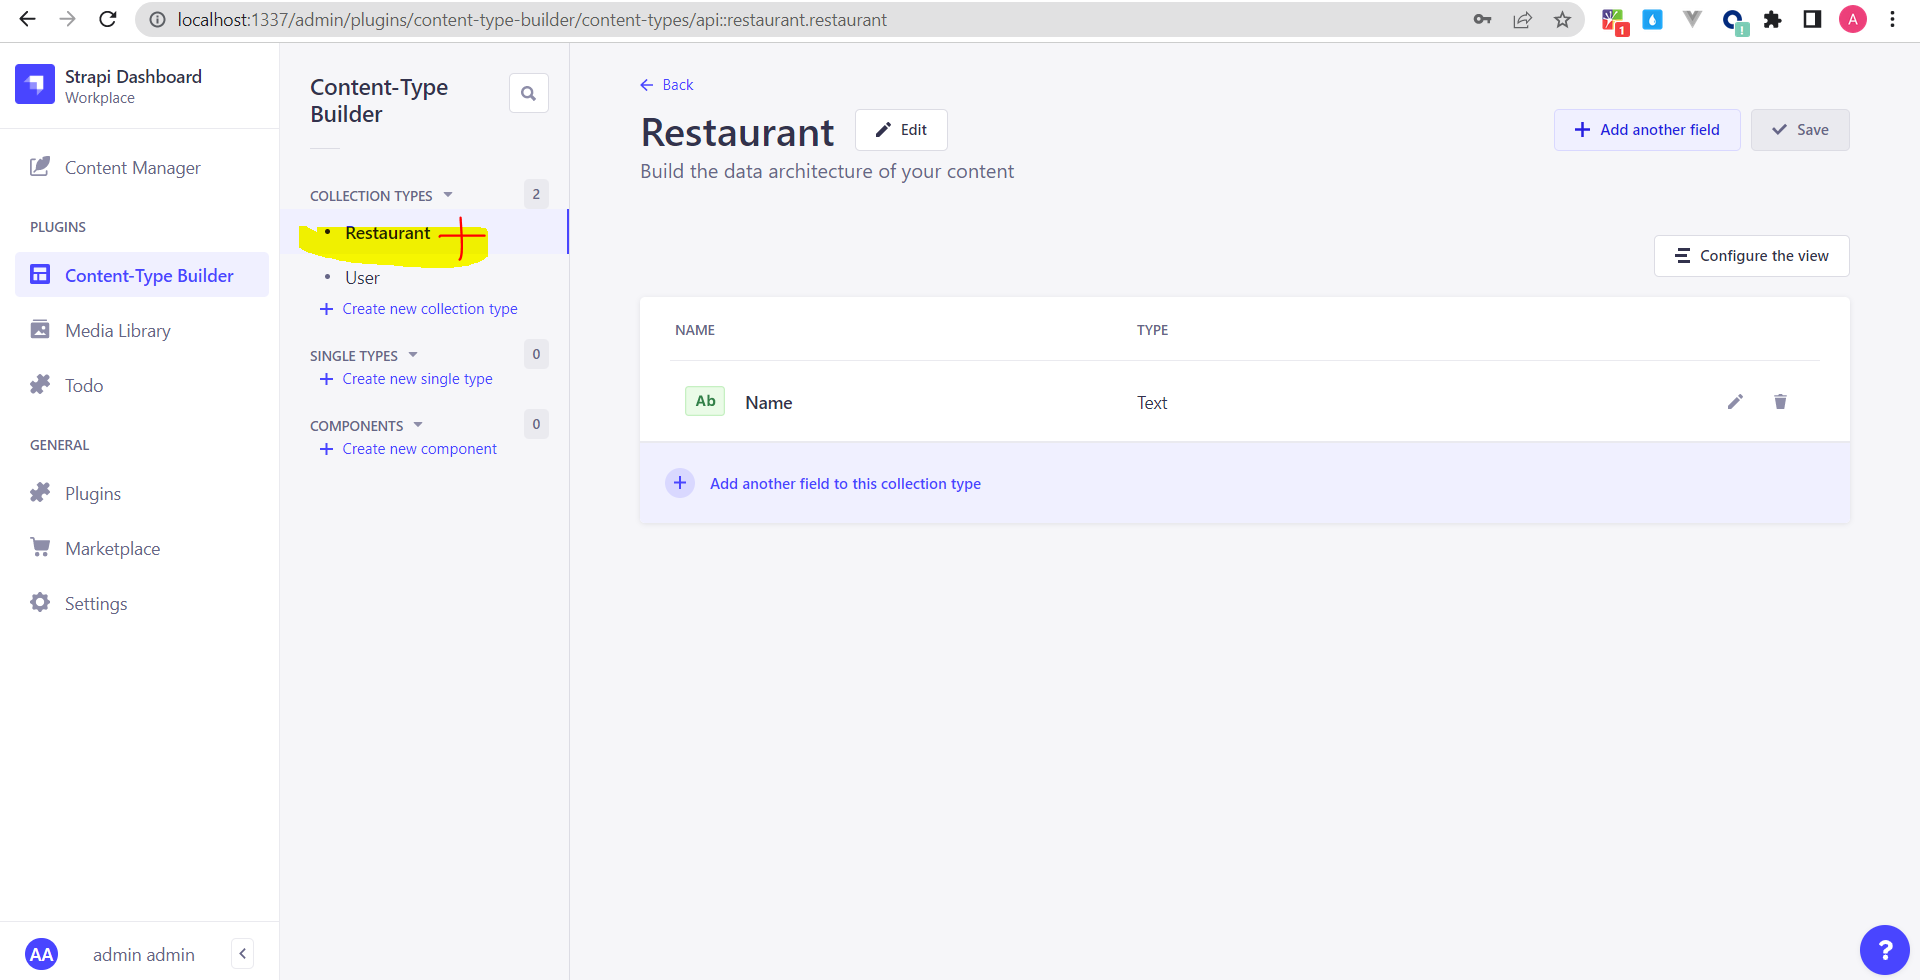 localhost:1337/admin/plugins/content-type-builder/content-types/api::restaurant.restaurant
1
!
A
Strapi Dashboard
Workplace
Content Manager
PLUGINS
Content-Type Builder
Media Library
Todo
GENERAL
Plugins
Marketplace
Settings
AA
admin admin
Content-Type
Builder
COLLECTION TYPES
2
Restaurant
User
Create new collection type
SINGLE TYPES
0
Create new single type
COMPONENTS
0
Create new component
Back
Restaurant
Edit
Add another field
Save
Build the data architecture of your content
Configure the view
NAME
TYPE
Ab
Name
Text
Add another field to this collection type
?